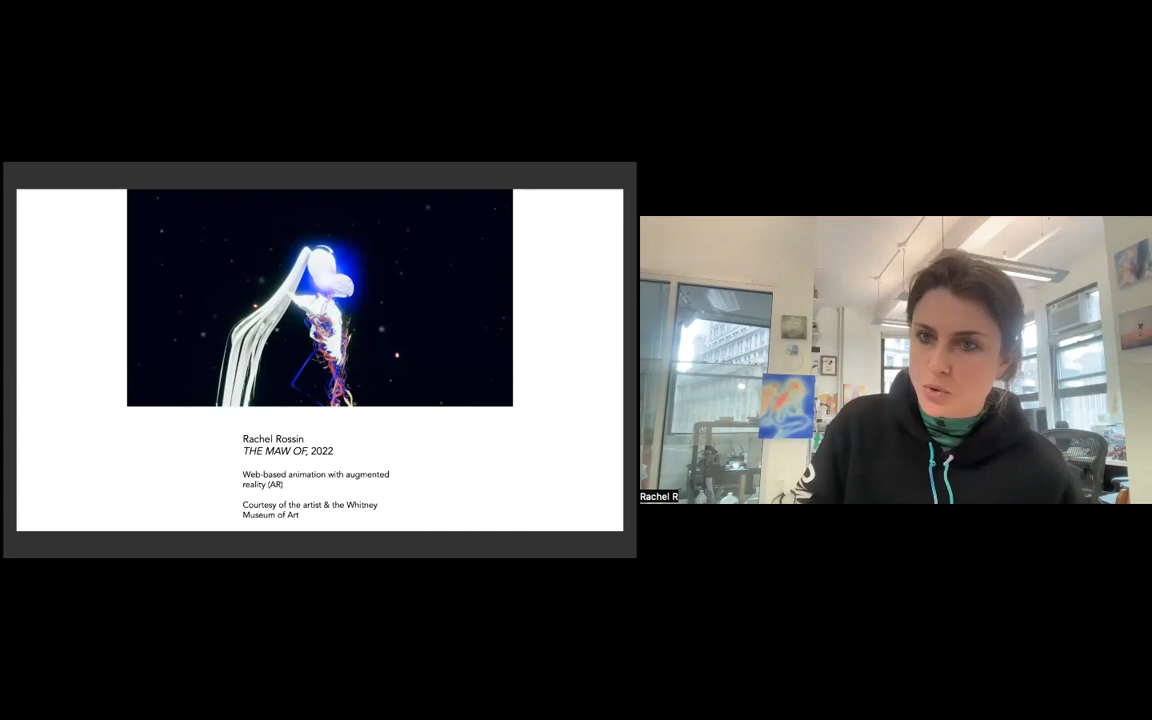 Rachel Rossin
THE MAW OF, 2022
Web-based animation with augmented
reality (AR)
Courtesy of the artist & the Whitney
Museum of Art
Rachel R